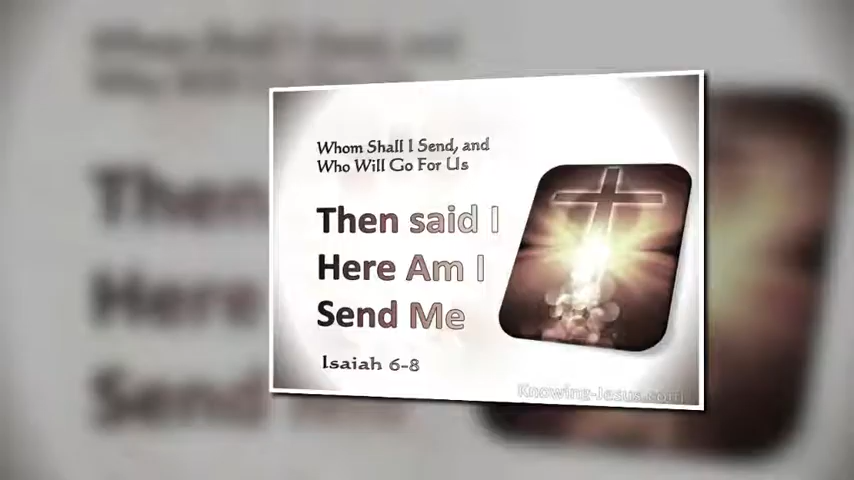 Whom Shall I Send, and
Who Will Go For Us
Then said I
Here Am I
Send Me
Isaiah 6-8
Knowing-Jesus.com